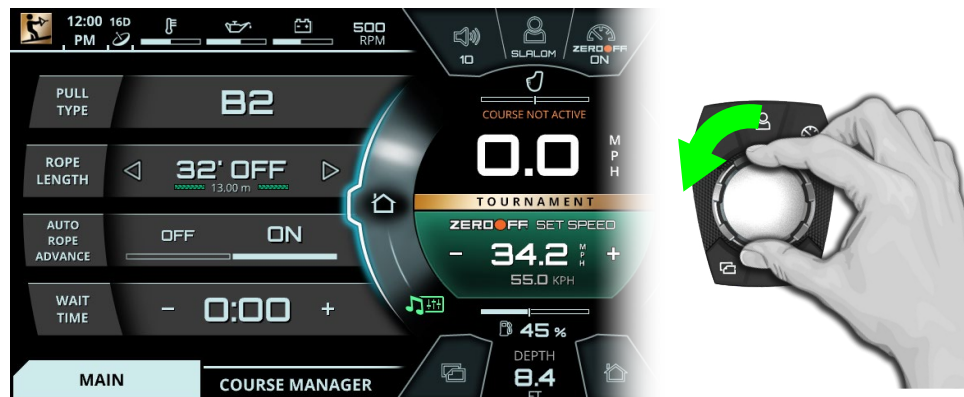 12:00 16D
PM
500
RPM
10
SLALOM
ZEROOFF
ON
PULL
TYPE
B2
COURSE NOT ACTIVE
0.0
MPH
ROPE
LENGTH
32' OFF
13.00 m
TOURNAMENT
ZEROOFF SET SPEED
- 34.2 MPH +
55.0 KPH
AUTO
ROPE
ADVANCE
OFF ON
WAIT
TIME
- 0:00 +
45 %
DEPTH
8.4
FT
MAIN
COURSE MANAGER